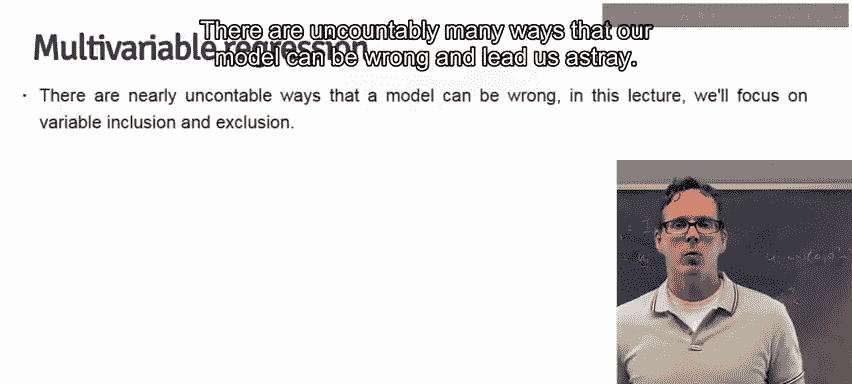 Multivariable regression
There are uncountably many ways that our
model can be wrong and lead us astray.
· There are nearly uncontable ways that a model can be wrong, in this lecture, we'll focus on
variable inclusion and exclusion.